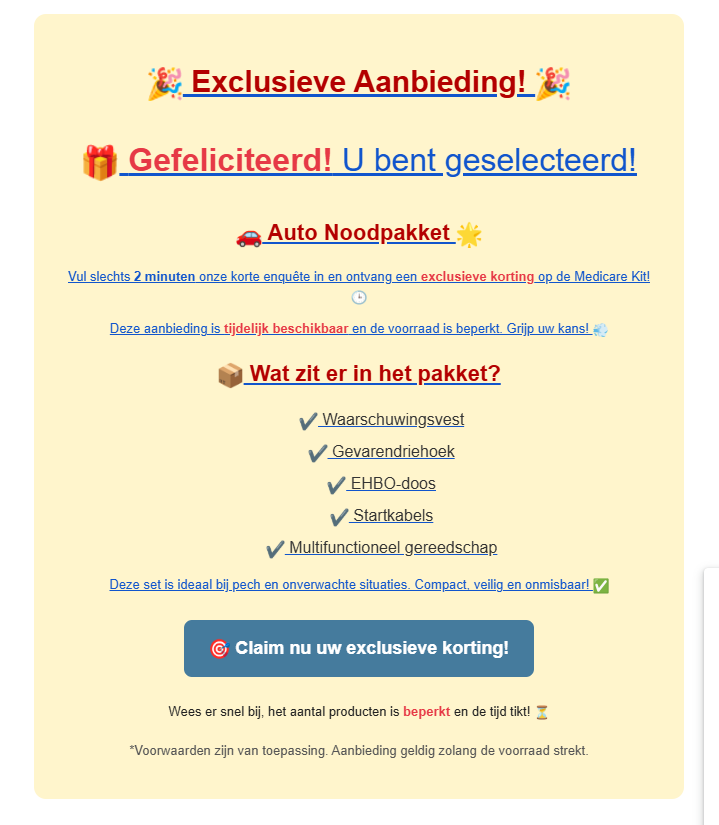 🎉 Exclusieve Aanbieding! 🎉
🎁 Gefeliciteerd! U bent geselecteerd!
🚗 Auto Noodpakket 🌟
Vul slechts 2 minuten onze korte enquête in en ontvang een exclusieve korting op de Medicare Kit!
🕒
Deze aanbieding is tijdelijk beschikbaar en de voorraad is beperkt. Grijp uw kans! 💨
📦 Wat zit er in het pakket?
✔️ Waarschuwingsvest
✔️ Gevarendriehoek
✔️ EHBO-doos
✔️ Startkabels
✔️ Multifunctioneel gereedschap
Deze set is ideaal bij pech en onverwachte situaties. Compact, veilig en onmisbaar! ✅
🎯 Claim nu uw exclusieve korting!
Wees er snel bij, het aantal producten is beperkt en de tijd tikt! ⏳
*Voorwaarden zijn van toepassing. Aanbieding geldig zolang de voorraad strekt.